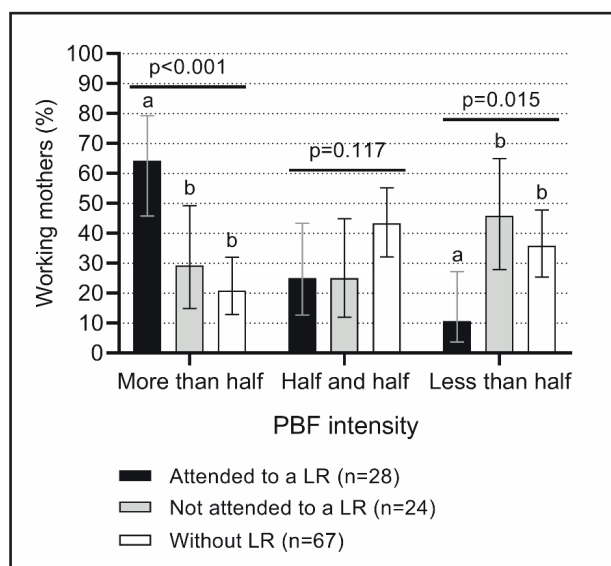 100
90
80
70
60
50
40
30
20
10
0
Working mothers (%)
p<0.001
a
b
b
p=0.117
p=0.015
a
b
b
More than half
Half and half
Less than half
PBF intensity
Attended to a LR (n=28)
Not attended to a LR (n=24)
Without LR (n=67)